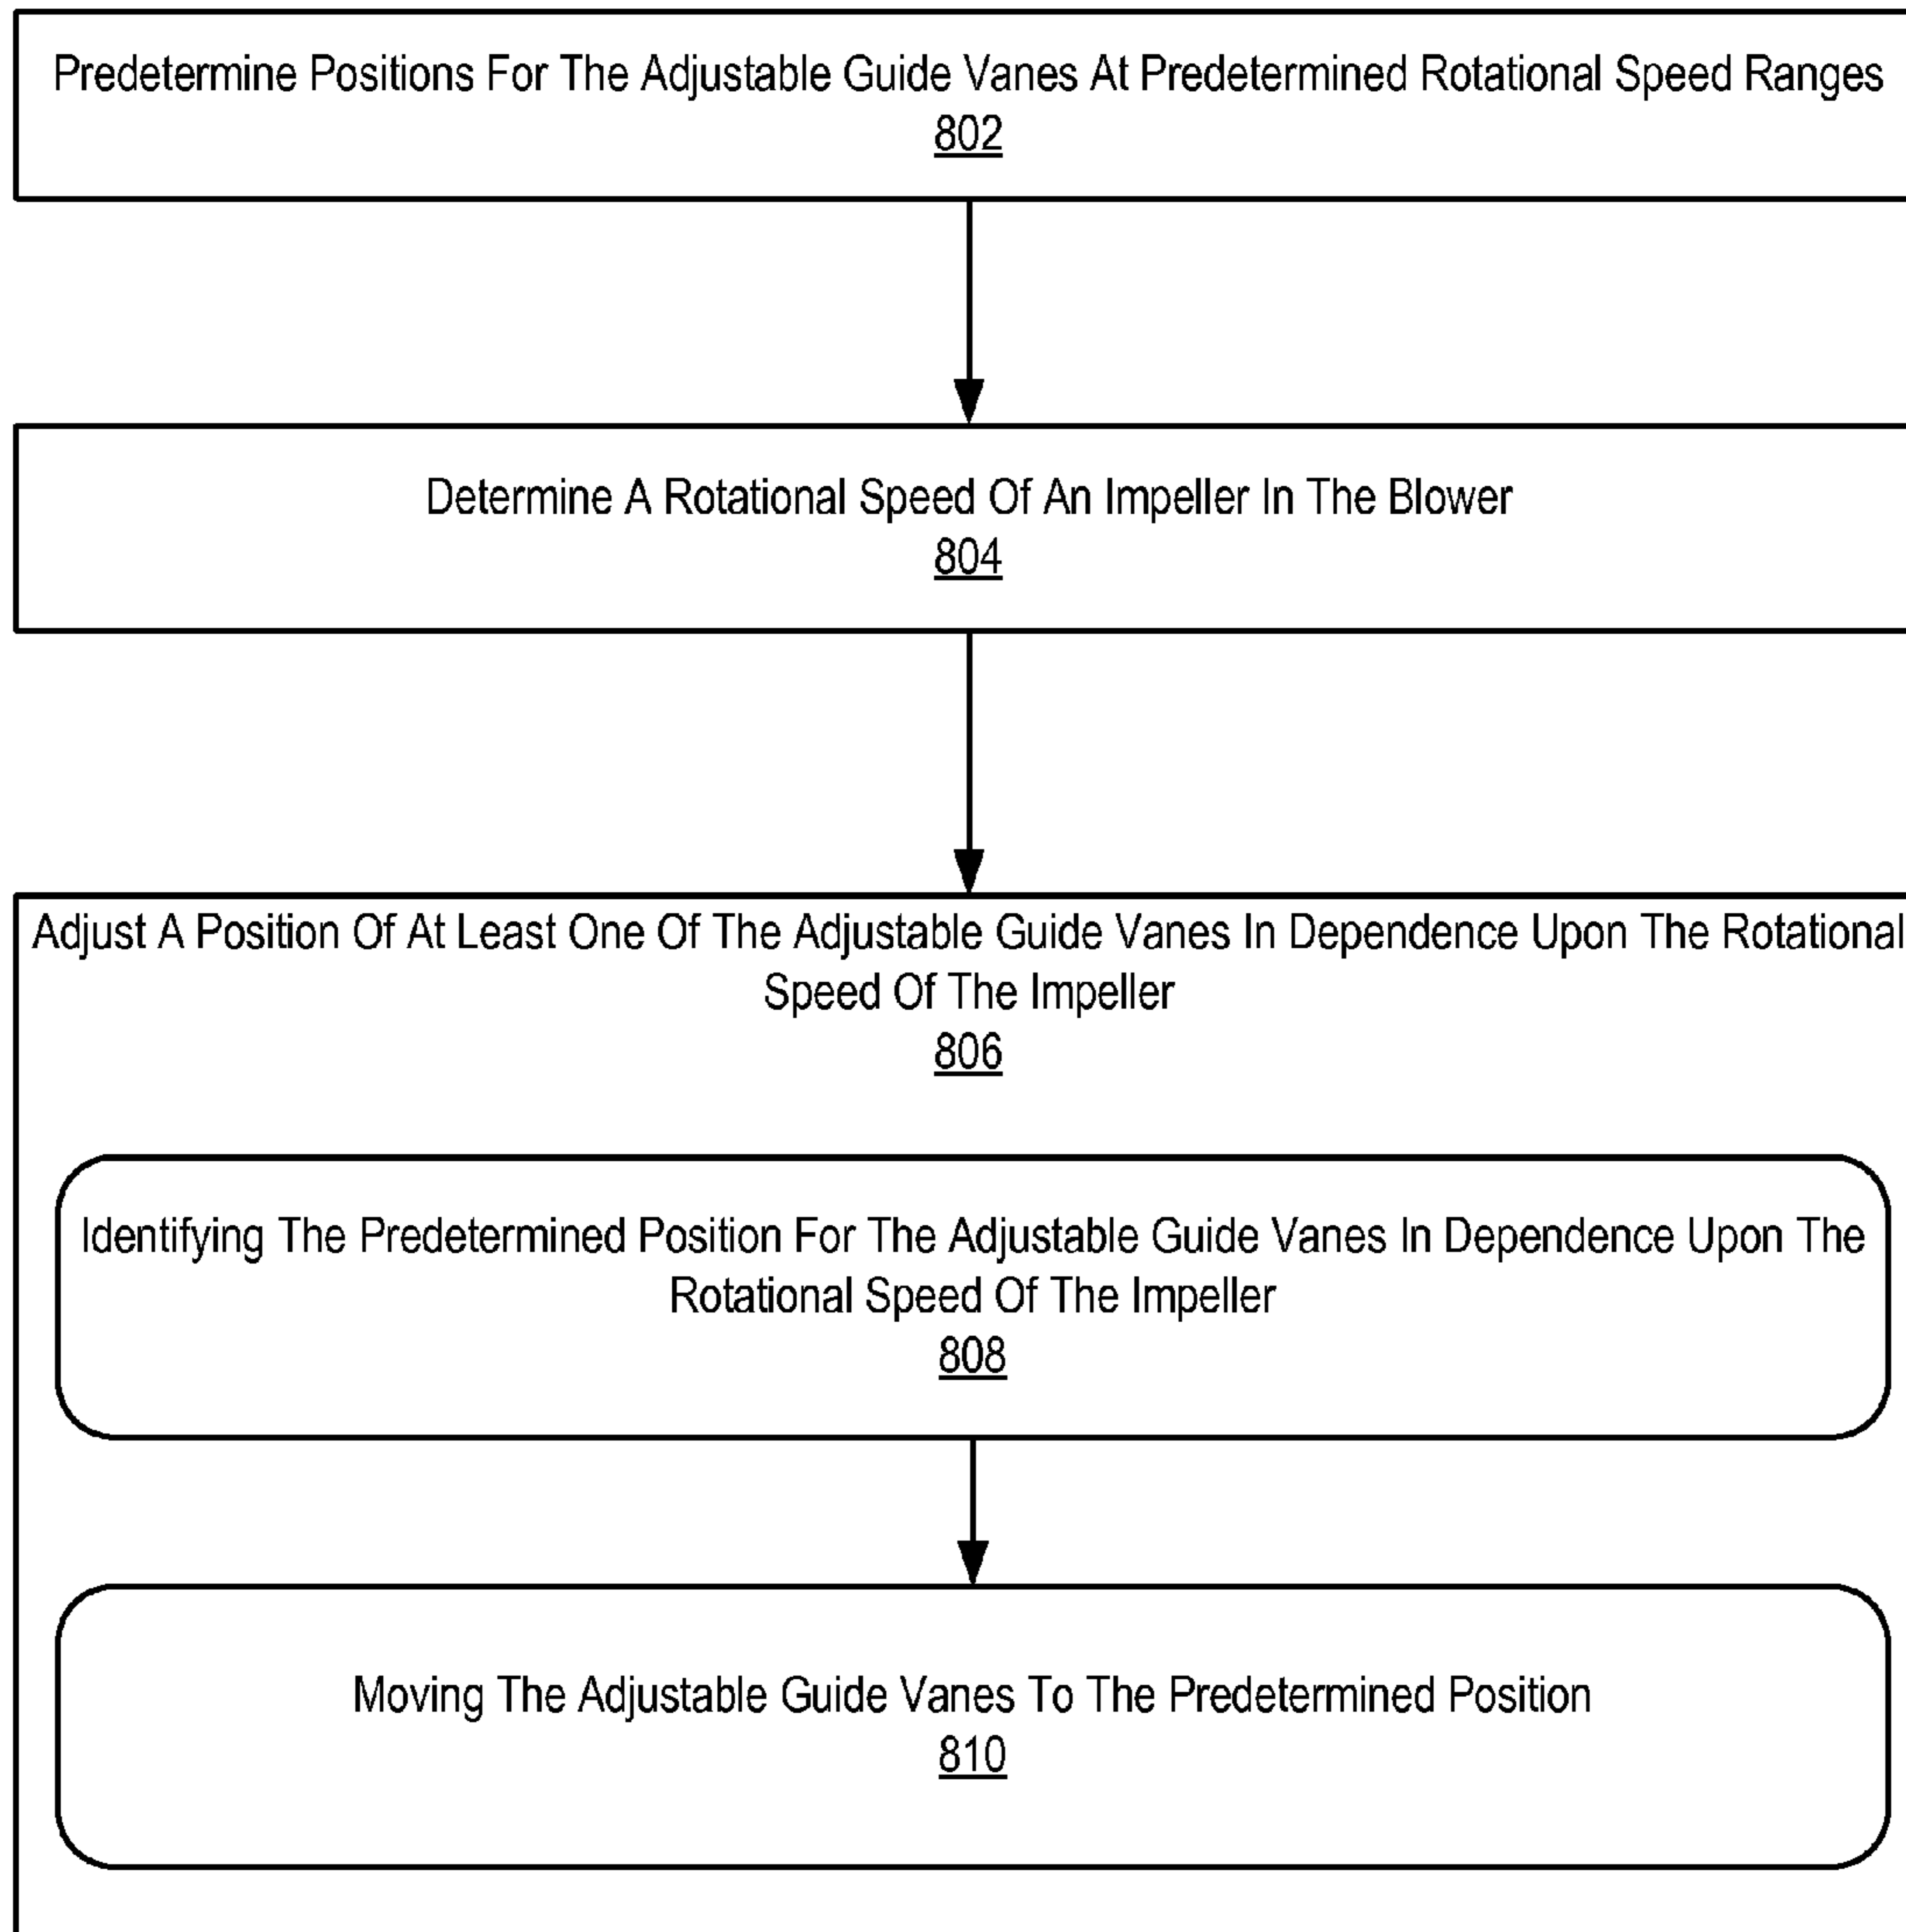 Predetermine Positions For The Adjustable Guide Vanes At Predetermined Rotational Speed Ranges
802
Determine A Rotational Speed Of An Impeller In The Blower
804
Adjust A Position Of At Least One Of The Adjustable Guide Vanes In Dependence Upon The Rotational
Speed Of The Impeller
806
Identifying The Predetermined Position For The Adjustable Guide Vanes In Dependence Upon The
Rotational Speed Of The Impeller
808
Moving The Adjustable Guide Vanes To The Predetermined Position
810